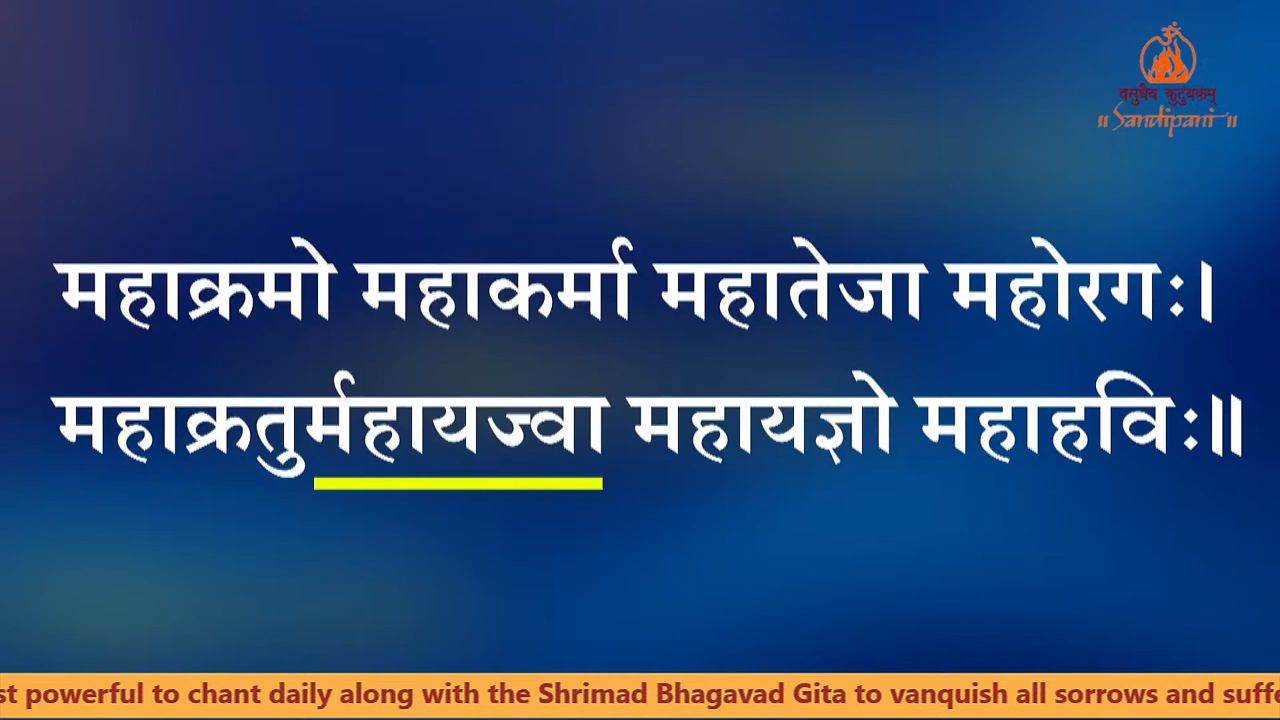 ॐ
वसुधैव कुटुंबकम्
॥ Sandipani ॥
महाक्रमो महाकर्मा महातेजा महोरगः।
महाक्रतुर्महायज्वा महायज्ञो महाहविः॥
st powerful to chant daily along with the Shrimad Bhagavad Gita to vanquish all sorrows and suffe